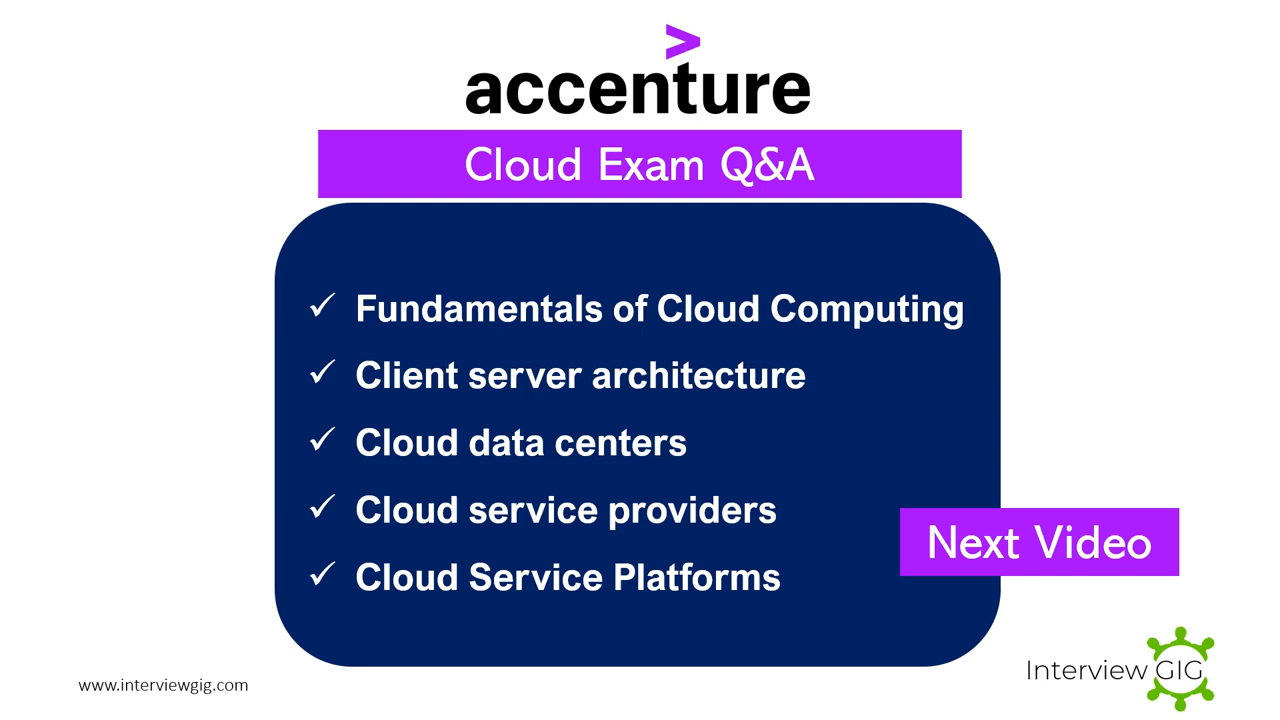 >
accenture
Cloud Exam Q&A
✓ Fundamentals of Cloud Computing
✓ Client server architecture
✓ Cloud data centers
✓ Cloud service providers
✓ Cloud Service Platforms
Next Video
www.interviewgig.com
Interview GIG